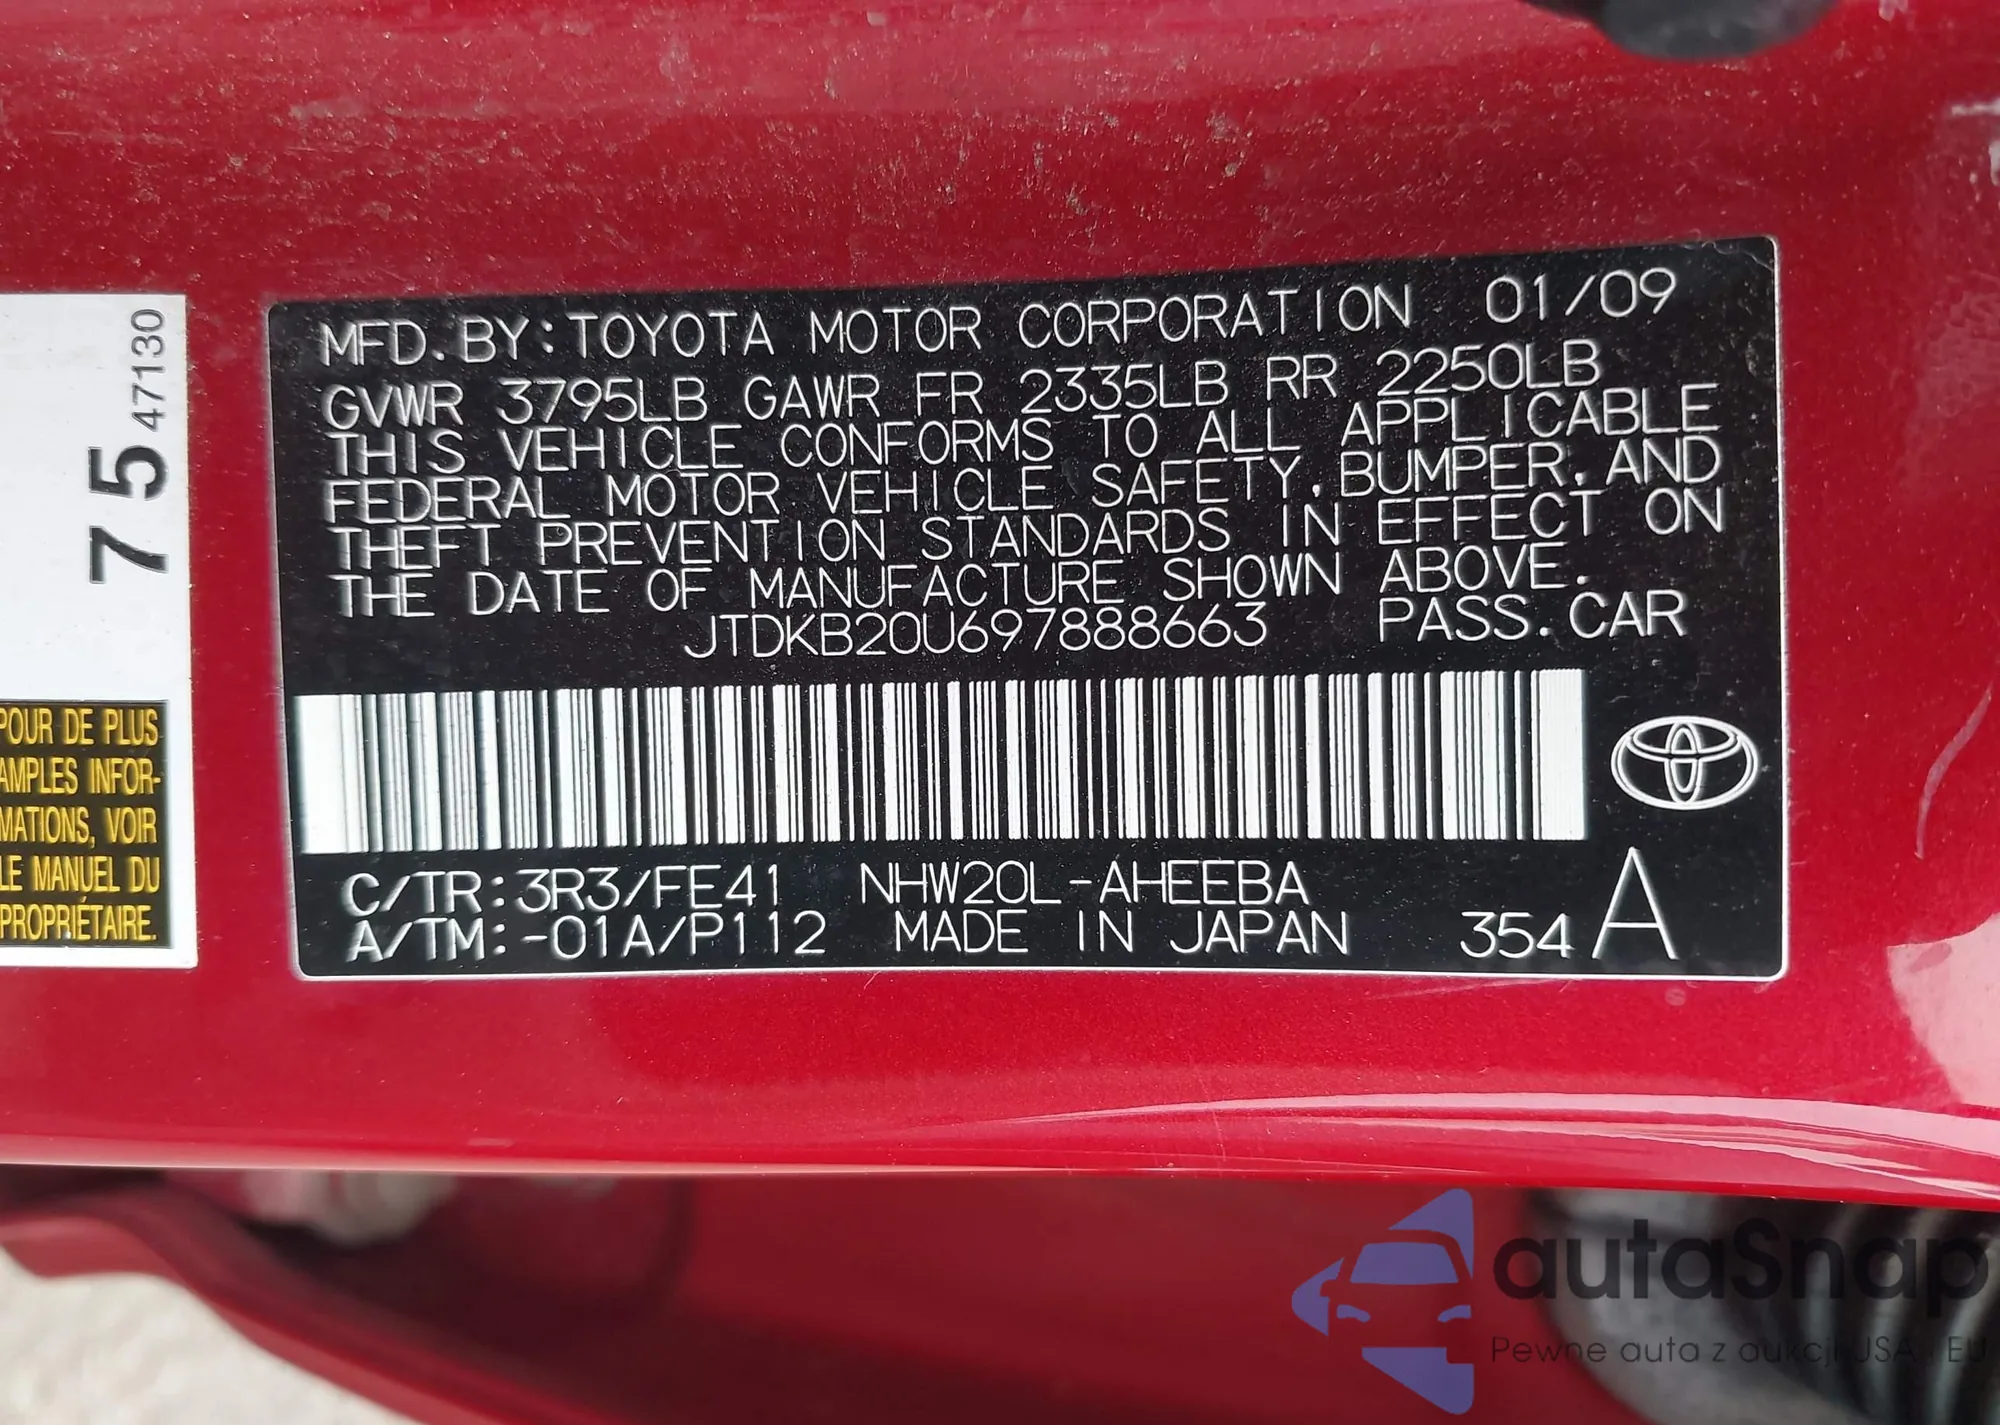 75 47130
POUR DE PLUS
AMPLES INFOR-
MATIONS, VOIR
LE MANUEL DU
PROPRIÉTAIRE.
MFD. BY: TOYOTA MOTOR CORPORATION 01/09
GVWR 3795LB GAWR FR 2335LB RR 2250LB
THIS VEHICLE CONFORMS TO ALL APPLICABLE
FEDERAL MOTOR VEHICLE SAFETY, BUMPER, AND
THEFT PREVENTION STANDARDS IN EFFECT ON
THE DATE OF MANUFACTURE SHOWN ABOVE.
JTDKB20U697888663 PASS. CAR
C/TR: 3R3/FE41 NHW20L-AHEEBA
A/TM: -01A/P112 MADE IN JAPAN 354 A
autaSnap
Pewne auta z aukcji USA i EU